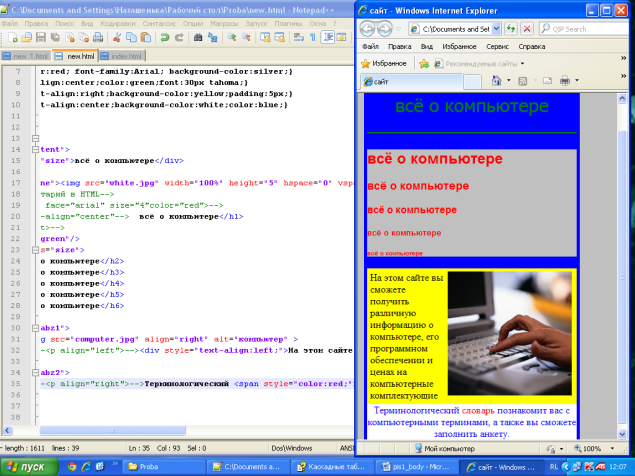 C:\Documents and Settings\Наташенька\Рабочий стол\Proba\new.html - Notepad++
Файл Правка Поиск Вид Кодировки Синтаксис Опции Макросы Запуск Плагины Окна ?
new 1.html new.html index.html
7 r:red; font-family:Arial; background-color:silver;}
8 lign:center;color:green;font:30px tahoma;}
9 t-align:right;background-color:yellow;padding:5px;}
10 t-align:center;background-color:white;color:blue;}
11
12
13
14 tent">
15 "size">всё о компьютере</div>
16
17 ne"><img src="white.jpg" width="100%" height="5" hspace="0" vsp
18 тарий в HTML-->
19 face="arial" size="4"color="red">-->
20 -align="center"--> всё о компьютере</h1>
21 t>-->
22 green"/>
23 s="size">
24 о компьютере</h2>
25 о компьютере</h3>
26 о компьютере</h4>
27 о компьютере</h5>
28 о компьютере</h6>
29
30 abz1">
31 g src="computer.jpg" align="right" alt="компьютер" >
32 -<p align="left">--><div style="text-align:left;">На этом сайте
33
34 abz2">
35 -<p align="right">-->Терминологический <span style="color:red;"
36
37
38
length : 1611 lines : 39 Ln : 35 Col : 93 Sel : 0 Dos\Windows ANS
сайт - Windows Internet Explorer
C:\Documents and Set QIP Search
Файл Правка Вид Избранное Сервис Справка
Избранное Рекомендуемые сайты
сайт
всё о компьютере
всё о компьютере
всё о компьютере
всё о компьютере
всё о компьютере
всё о компьютере
На этом сайте вы
сможете
получить
различную
информацию о
компьютере, его
программном
обеспечении и
ценах на
компьютерные
комплектующие
Терминологический словарь познакомит вас с
компьютерными терминами, а также вы сможете
заполнить анкету.
Мой компьютер 100%
пуск Proba C:\Documents a... Каскадные таб... pis1_body - Micr... сайт - Windows ... RL 12:07